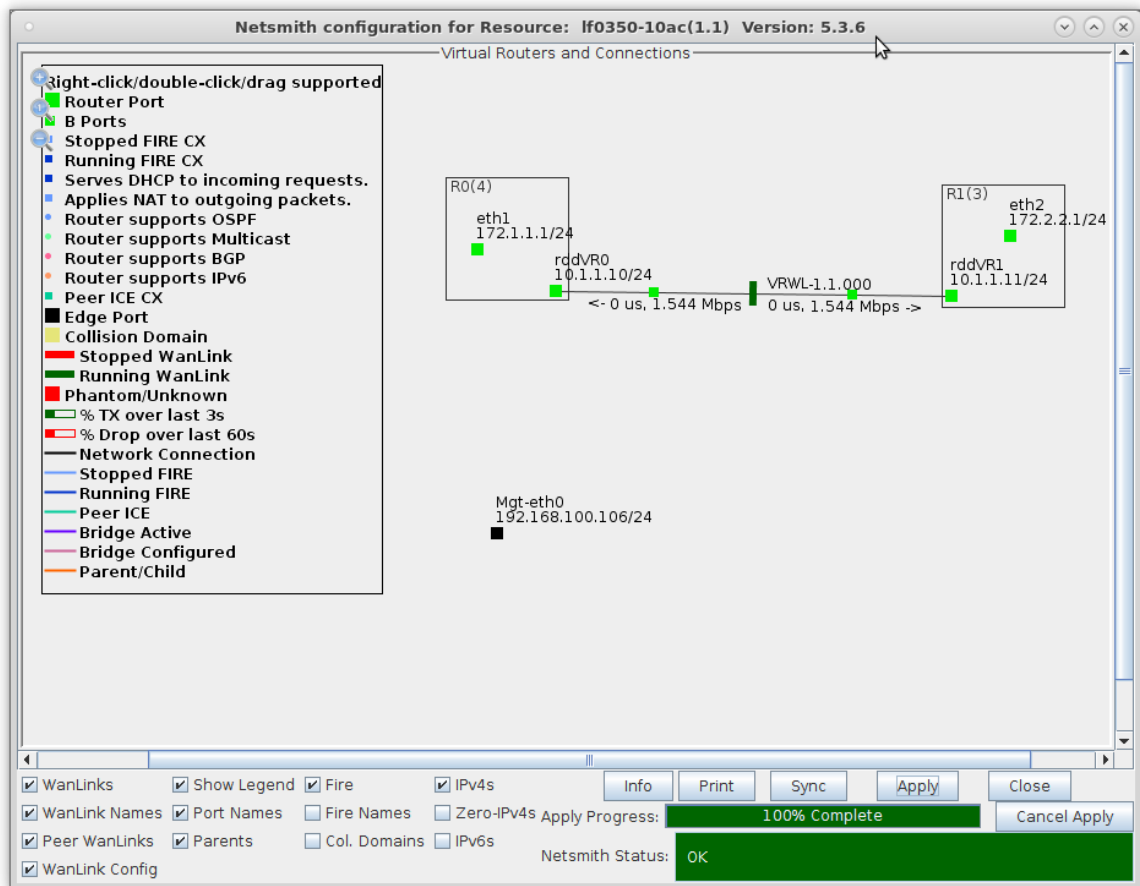 Netsmith configuration for Resource:  lf0350-10ac(1.1)  Version: 5.3.6
Virtual Routers and Connections
Right-click/double-click/drag supported
Router Port
B Ports
Stopped FIRE CX
Running FIRE CX
Serves DHCP to incoming requests.
Applies NAT to outgoing packets.
Router supports OSPF
Router supports Multicast
Router supports BGP
Router supports IPv6
Peer ICE CX
Edge Port
Collision Domain
Stopped WanLink
Running WanLink
Phantom/Unknown
% TX over last 3s
% Drop over last 60s
Network Connection
Stopped FIRE
Running FIRE
Peer ICE
Bridge Active
Bridge Configured
Parent/Child
R0(4)
eth1
172.1.1.1/24
rddVR0
10.1.1.10/24
<- 0 us, 1.544 Mbps
VRWL-1.1.000
0 us, 1.544 Mbps ->
R1(3)
eth2
172.2.2.1/24
rddVR1
10.1.1.11/24
Mgt-eth0
192.168.100.106/24
WanLinks Show Legend Fire IPv4s Info Print Sync Apply Close
WanLink Names Port Names Fire Names Zero-IPv4s Apply Progress: 100% Complete Cancel Apply
Peer WanLinks Parents Col. Domains IPv6s Netsmith Status: OK
WanLink Config